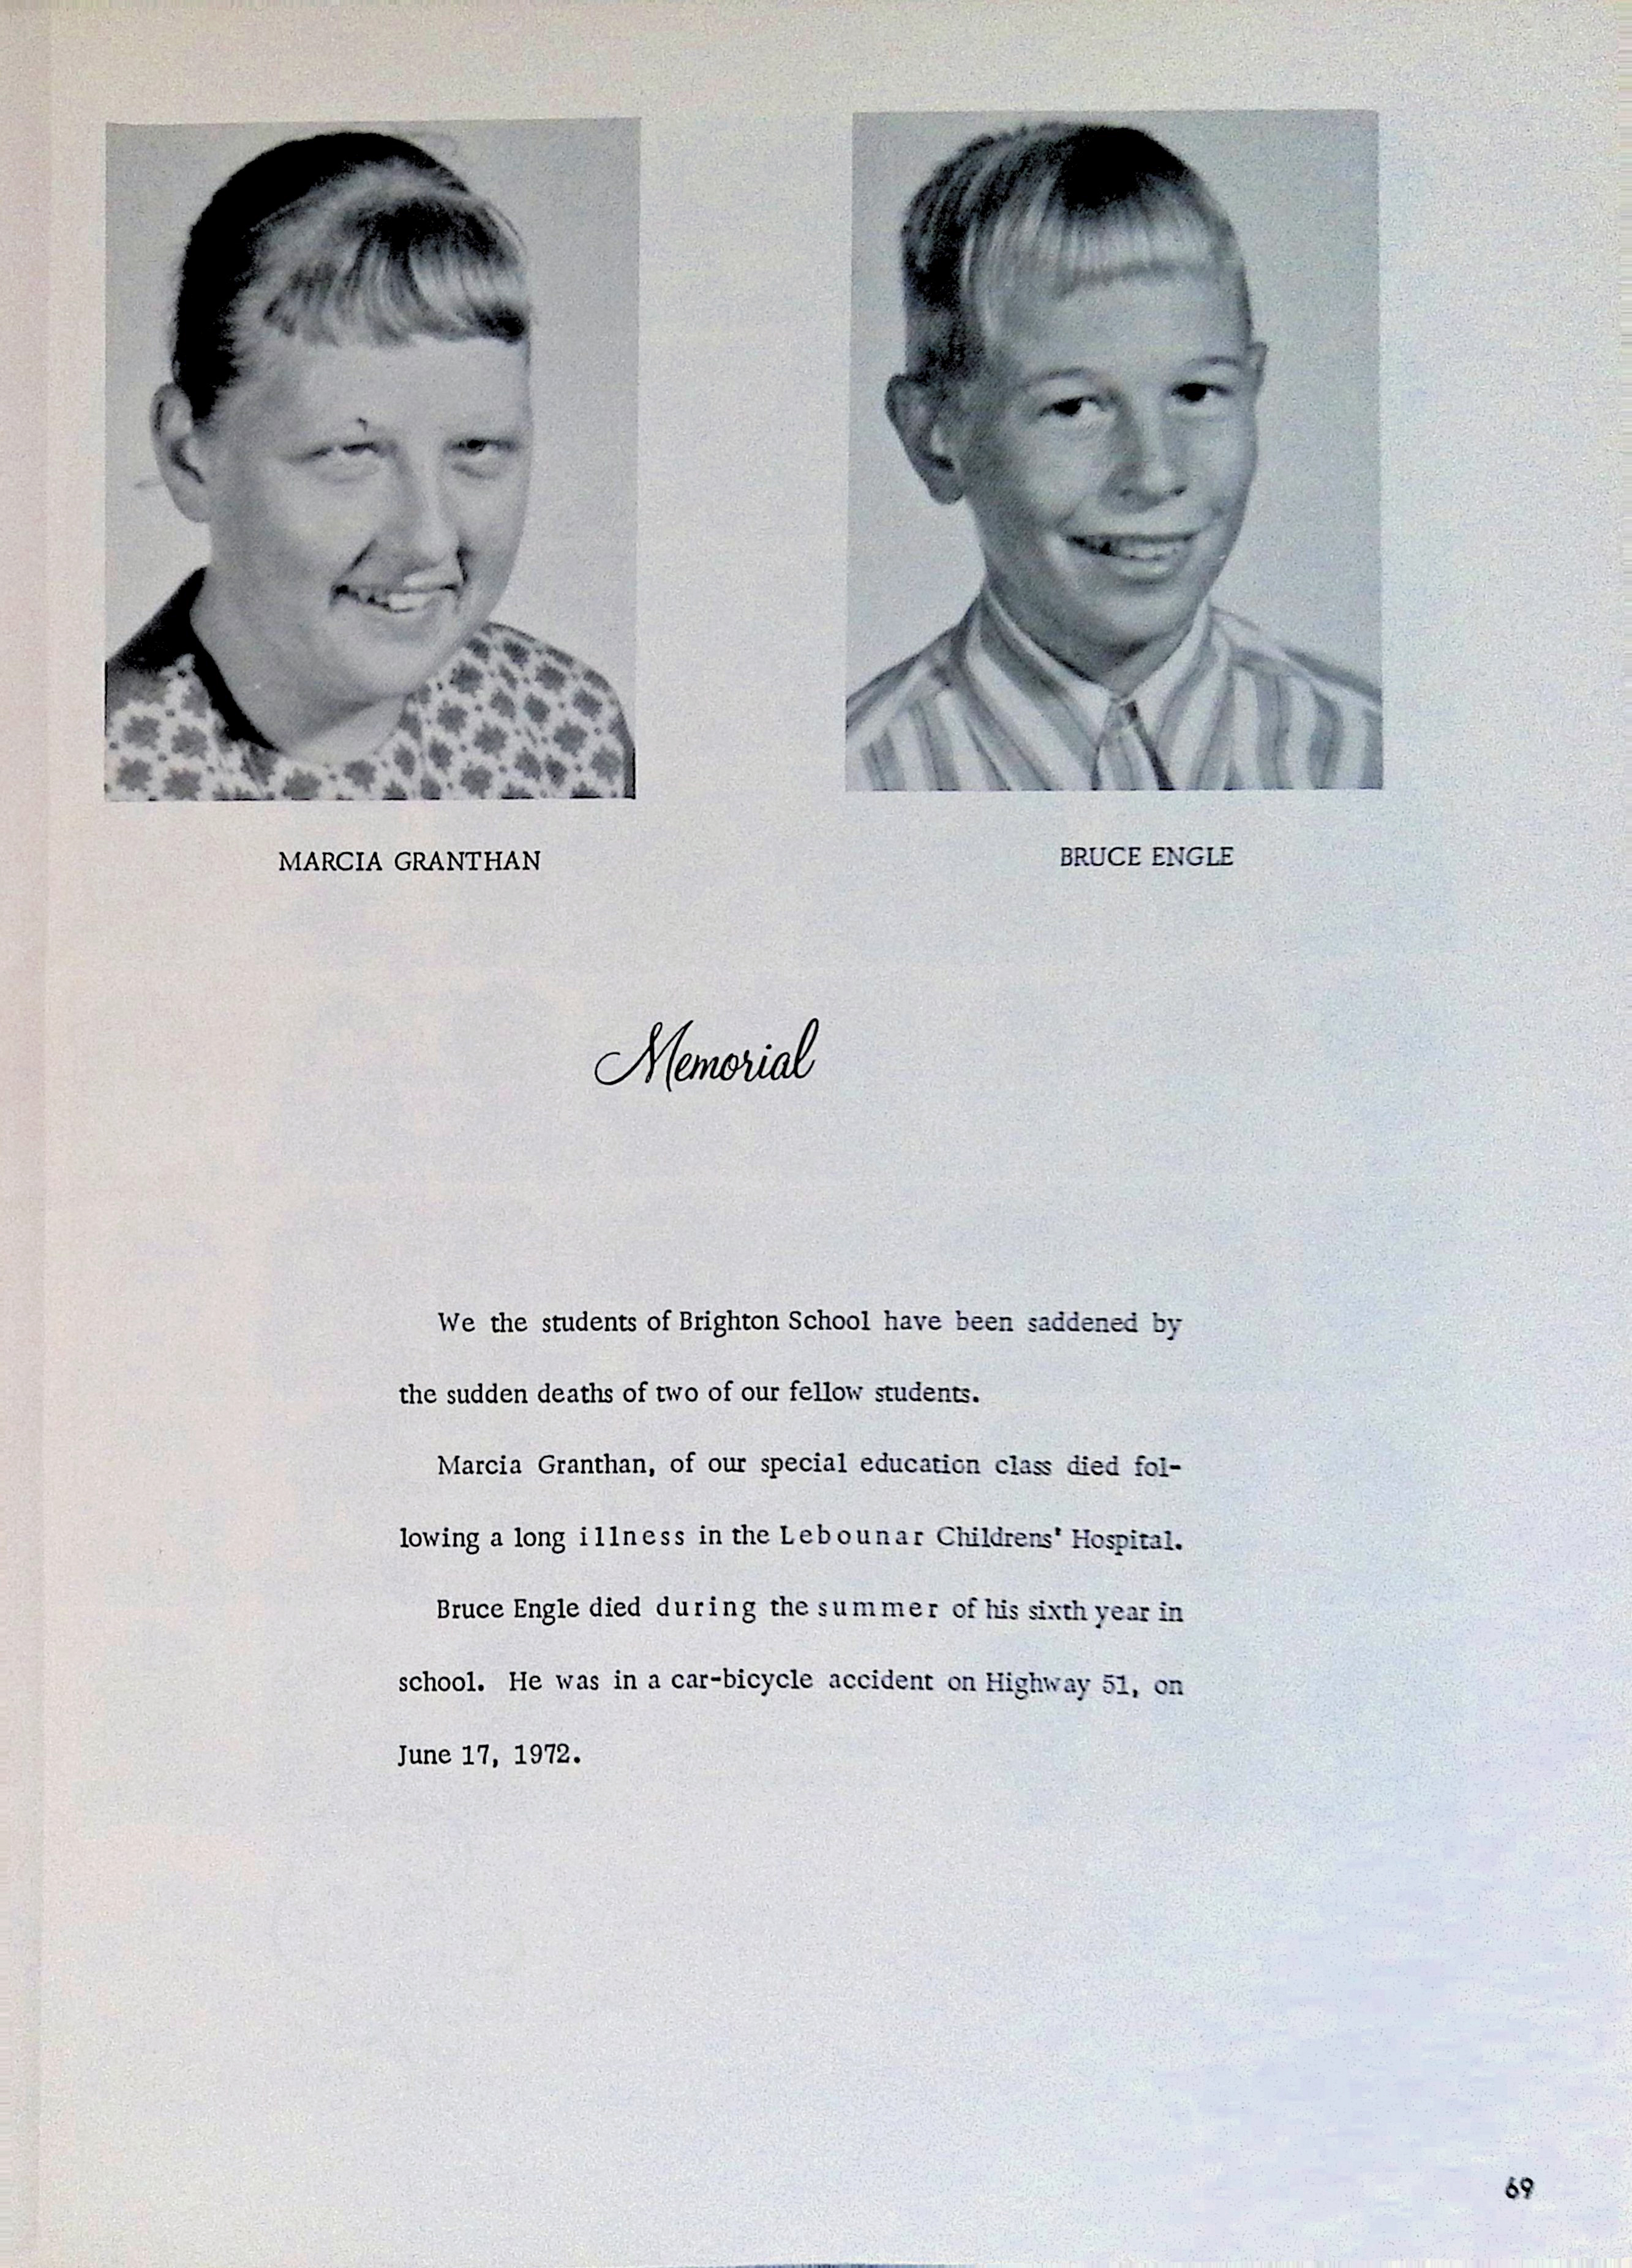 MARCIA GRANTHAN
BRUCE ENGLE
Memorial
We the students of Brighton School have been saddened by
the sudden deaths of two of our fellow students.
Marcia Granthan, of our special education class died fol-
lowing a long illness in the Lebounar Childrens' Hospital.
Bruce Engle died during the summer of his sixth year in
school. He was in a car-bicycle accident on Highway 51, on
June 17, 1972.
69